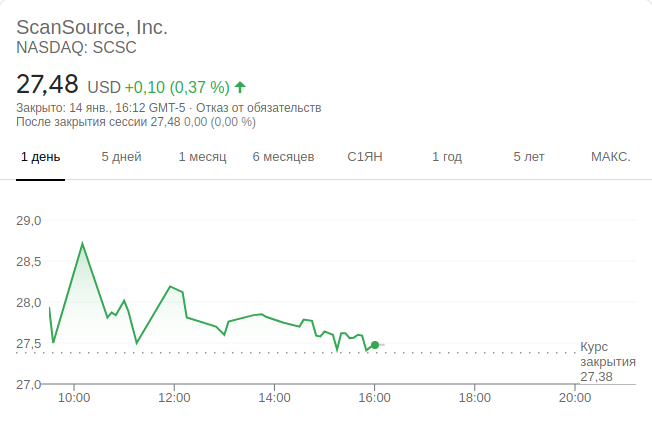 ScanSource, Inc.
NASDAQ: SCSC
27,48 USD +0,10 (0,37 %)
Закрыто: 14 янв., 16:12 GMT-5 · Отказ от обязательств
После закрытия сессии 27,48 0,00 (0,00 %)
1 день 5 дней 1 месяц 6 месяцев С1ЯН 1 год 5 лет МАКС.
29,0
28,5
28,0
27,5
Курс
закрытия
27,38
27,0
10:00 12:00 14:00 16:00 18:00 20:00